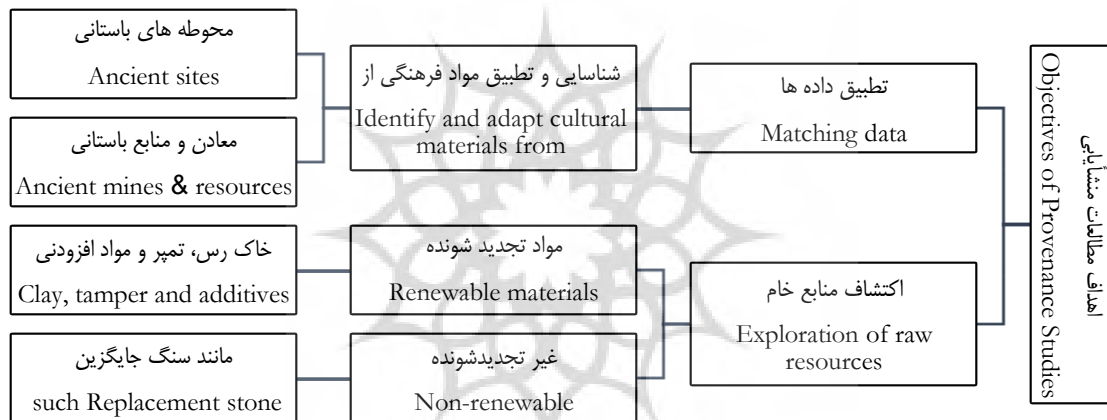 اهداف مطالعات منشأیابی
Objectives of Provenance Studies
تطبیق داده ها
Matching data
شناسایی و تطبیق مواد فرهنگی از
Identify and adapt cultural
materials from
محوطه های باستانی
Ancient sites
معادن و منابع باستانی
Ancient mines & resources
اکتشاف منابع خام
Exploration of raw
resources
مواد تجدید شونده
Renewable materials
خاک رس، تمپر و مواد افزودنی
Clay, tamper and additives
غیر تجدیدشونده
Non-renewable
مانند سنگ جایگزین
such Replacement stone